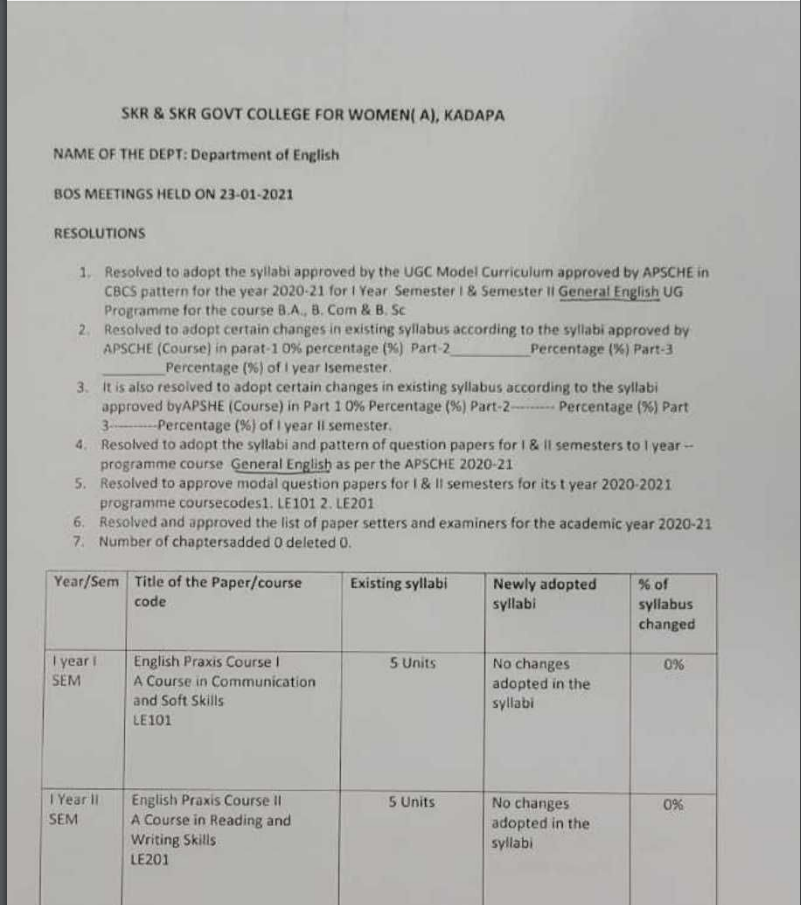 SKR & SKR GOVT COLLEGE FOR WOMEN( A), KADAPA
NAME OF THE DEPT: Department of English
BOS MEETINGS HELD ON 23-01-2021
RESOLUTIONS
1. Resolved to adopt the syllabi approved by the UGC Model Curriculum approved by APSCHE in
CBCS pattern for the year 2020-21 for I Year Semester I & Semester II General English UG
Programme for the course B.A., B. Com & B. Sc
2. Resolved to adopt certain changes in existing syllabus according to the syllabi approved by
APSCHE (Course) in parat-1 0% percentage (%) Part-2__________Percentage (%) Part-3
________Percentage (%) of I year Isemester.
3. It is also resolved to adopt certain changes in existing syllabus according to the syllabi
approved byAPSHE (Course) in Part 1 0% Percentage (%) Part-2--------- Percentage (%) Part
3----------Percentage (%) of I year II semester.
4. Resolved to adopt the syllabi and pattern of question papers for I & II semesters to I year --
programme course General English as per the APSCHE 2020-21
5. Resolved to approve modal question papers for I & II semesters for its t year 2020-2021
programme coursecodes1. LE101 2. LE201
6. Resolved and approved the list of paper setters and examiners for the academic year 2020-21
7. Number of chaptersadded 0 deleted 0.
Year/Sem Title of the Paper/course Existing syllabi Newly adopted % of
code syllabi syllabus
changed
I year I English Praxis Course I 5 Units No changes 0%
SEM A Course in Communication adopted in the
and Soft Skills syllabi
LE101
I Year II English Praxis Course II 5 Units No changes 0%
SEM A Course in Reading and adopted in the
Writing Skills syllabi
LE201